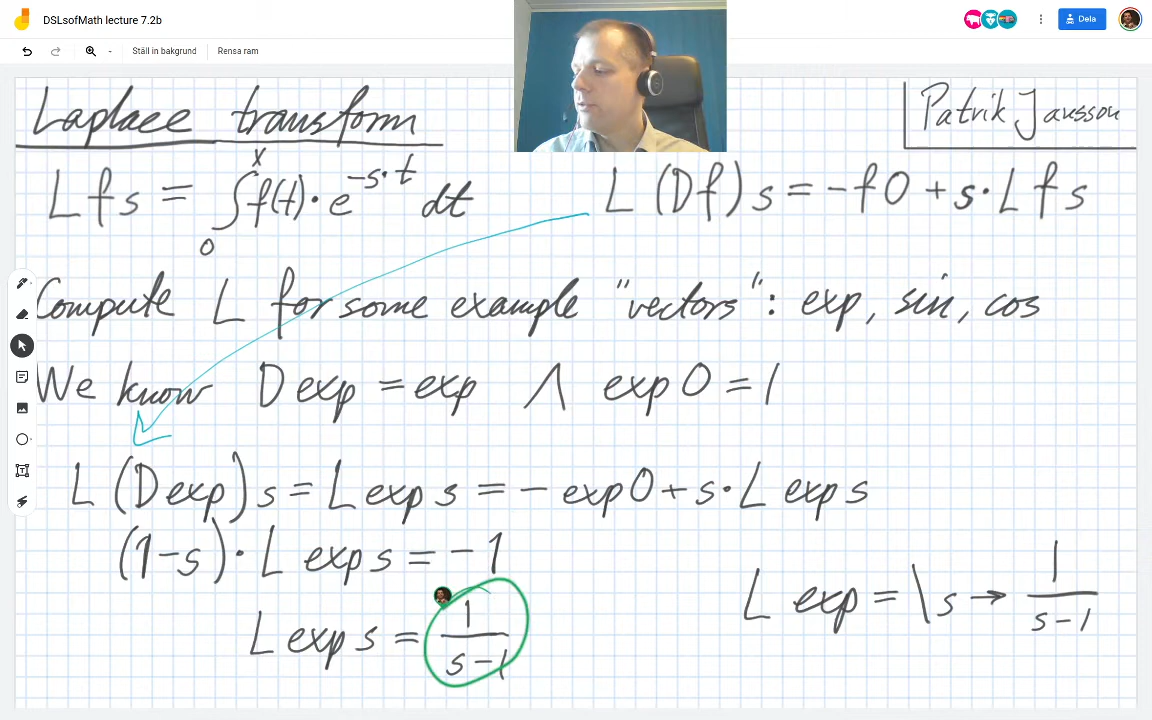 DSLsofMath lecture 7.2b
Dela
Ställ in bakgrund Rensa ram
Laplace transform
Patrik Jansson
L f s = ∫₀ˣ f(t) · e^(-s·t) dt
L (D f) s = -f 0 + s · L f s
Compute L for some example "vectors": exp, sin, cos
We know D exp = exp ∧ exp 0 = 1
L (D exp) s = L exp s = - exp 0 + s · L exp s
(1-s) · L exp s = -1
L exp s = 1/(s-1)
L exp = \s → 1/(s-1)